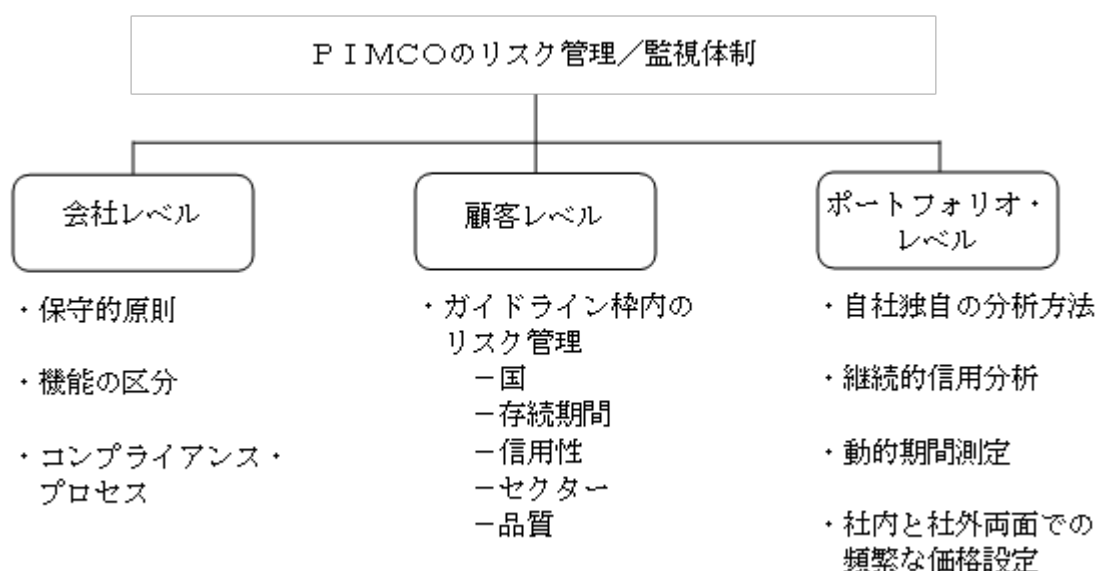 ＰＩＭＣＯのリスク管理／監視体制
会社レベル
・保守的原則
・機能の区分
・コンプライアンス・
プロセス
顧客レベル
・ガイドライン枠内の
リスク管理
－国
－存続期間
－信用性
－セクター
－品質
ポートフォリオ・
レベル
・自社独自の分析方法
・継続的信用分析
・動的期間測定
・社内と社外両面での
頻繁な価格設定